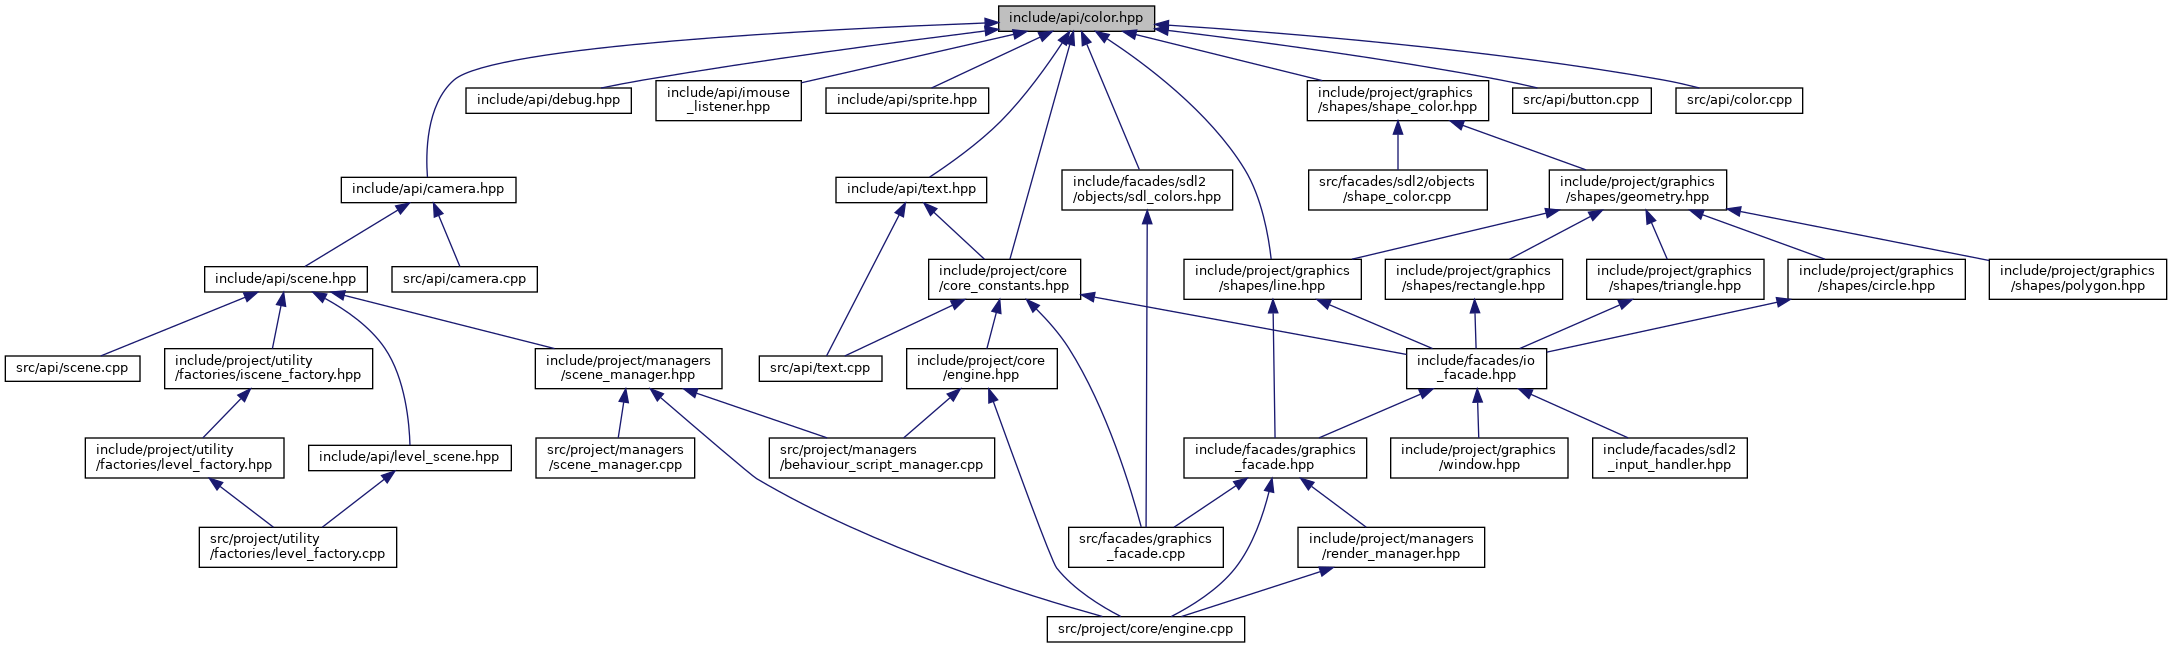 include/api/color.hpp
include/api/debug.hpp
include/api/imouse
_listener.hpp
include/api/sprite.hpp
include/project/graphics
/shapes/shape_color.hpp
src/api/button.cpp
src/api/color.cpp
include/api/camera.hpp
include/api/text.hpp
include/facades/sdl2
/objects/sdl_colors.hpp
src/facades/sdl2/objects
/shape_color.cpp
include/project/graphics
/shapes/geometry.hpp
include/api/scene.hpp
src/api/camera.cpp
include/project/core
/core_constants.hpp
include/project/graphics
/shapes/line.hpp
include/project/graphics
/shapes/rectangle.hpp
include/project/graphics
/shapes/triangle.hpp
include/project/graphics
/shapes/circle.hpp
include/project/graphics
/shapes/polygon.hpp
src/api/scene.cpp
include/project/utility
/factories/iscene_factory.hpp
include/project/managers
/scene_manager.hpp
src/api/text.cpp
include/project/core
/engine.hpp
include/facades/io
_facade.hpp
include/project/utility
/factories/level_factory.hpp
include/api/level_scene.hpp
src/project/managers
/scene_manager.cpp
src/project/managers
/behaviour_script_manager.cpp
include/facades/graphics
_facade.hpp
include/project/graphics
/window.hpp
include/facades/sdl2
_input_handler.hpp
src/project/utility
/factories/level_factory.cpp
src/facades/graphics
_facade.cpp
include/project/managers
/render_manager.hpp
src/project/core/engine.cpp